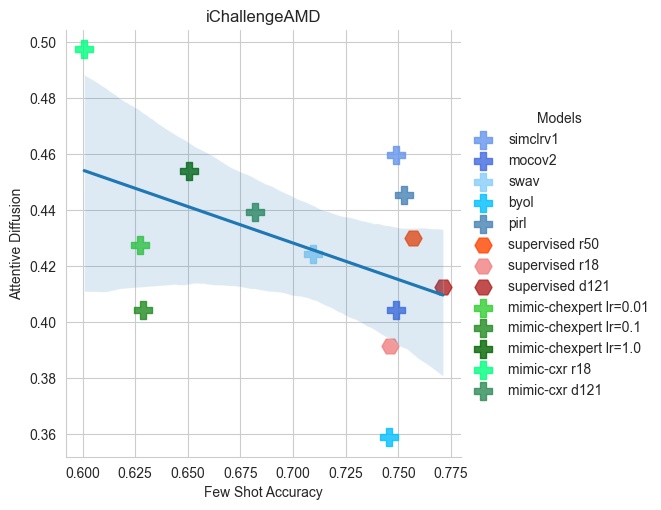 iChallengeAMD
0.50
0.48
0.46
0.44
0.42
0.40
0.38
0.36
Attentive Diffusion
0.600 0.625 0.650 0.675 0.700 0.725 0.750 0.775
Few Shot Accuracy
Models
simclrv1
mocov2
swav
byol
pirl
supervised r50
supervised r18
supervised d121
mimic-chexpert lr=0.01
mimic-chexpert lr=0.1
mimic-chexpert lr=1.0
mimic-cxr r18
mimic-cxr d121